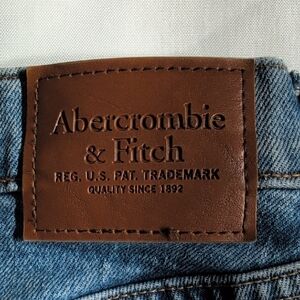 Abercrombie
& Fitch
REG. U.S. PAT. TRADEMARK
QUALITY SINCE 1892